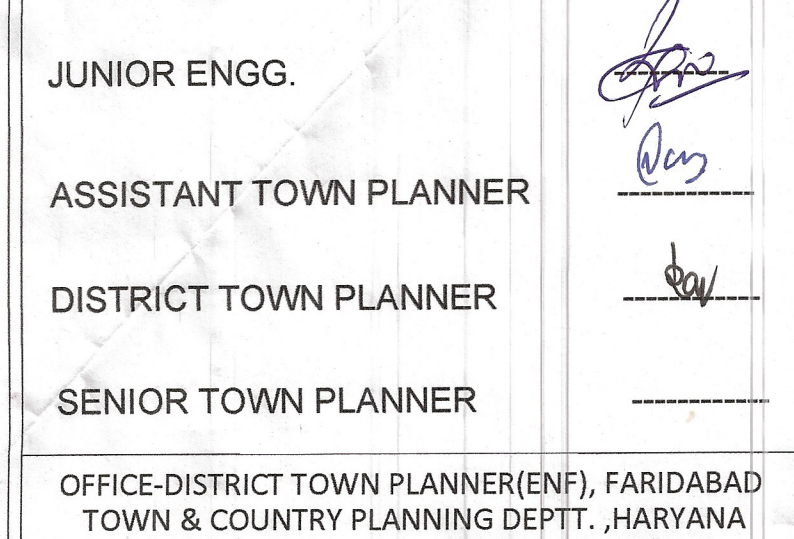 JUNIOR ENGG.
ASSISTANT TOWN PLANNER
DISTRICT TOWN PLANNER
SENIOR TOWN PLANNER
OFFICE-DISTRICT TOWN PLANNER(ENF), FARIDABAD
TOWN & COUNTRY PLANNING DEPTT. ,HARYANA